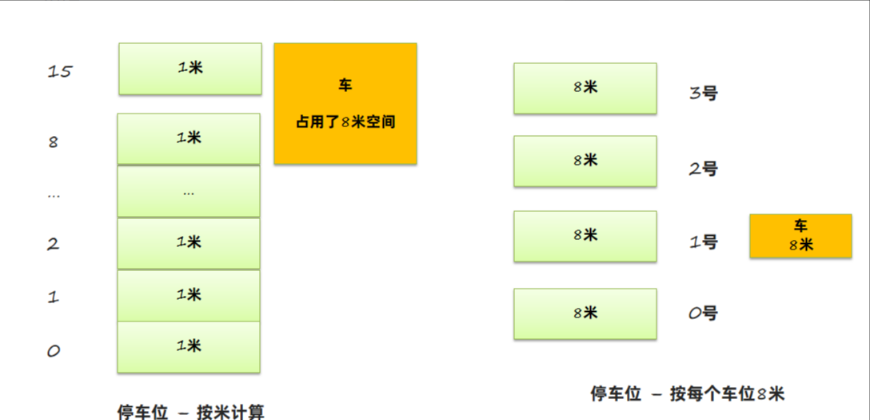 15
1米
车
占用了8米空间
8
1米
...
...
2
1米
1
1米
0
1米
停车位 – 按米计算
8米
3号
8米
2号
8米
1号
车
8米
8米
0号
停车位 – 按每个车位8米